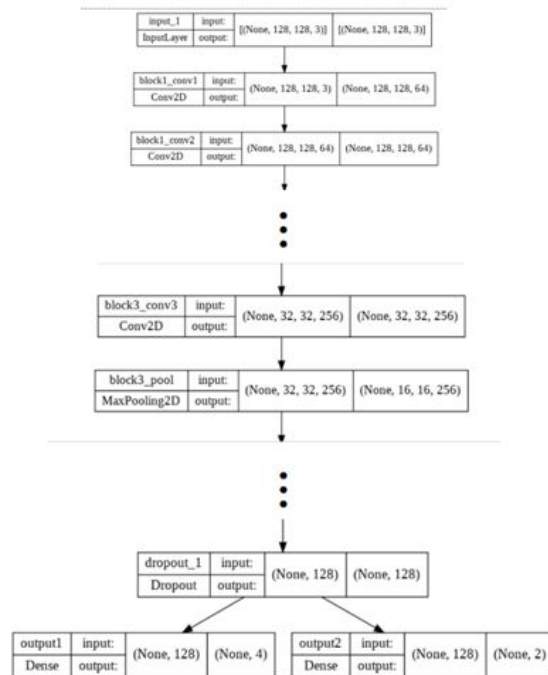 input_1 input: [(None, 128, 128, 3)] [(None, 128, 128, 3)]
InputLayer output:
block1_conv1 input: (None, 128, 128, 3) (None, 128, 128, 64)
Conv2D output:
block1_conv2 input: (None, 128, 128, 64) (None, 128, 128, 64)
Conv2D output:
block3_conv3 input: (None, 32, 32, 256) (None, 32, 32, 256)
Conv2D output:
block3_pool input: (None, 32, 32, 256) (None, 16, 16, 256)
MaxPooling2D output:
dropout_1 input: (None, 128) (None, 128)
Dropout output:
output1 input: (None, 128) (None, 4)
Dense output:
output2 input: (None, 128) (None, 2)
Dense output: